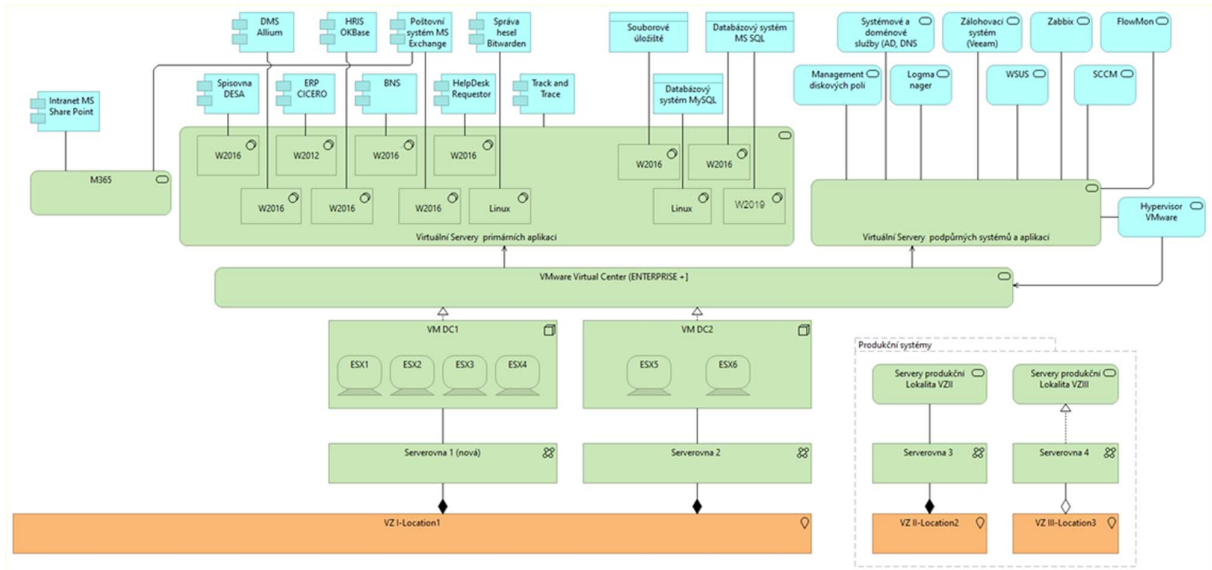 DMS
Allium
HRIS
OKBase
Poštovní
systém MS
Exchange
Správa
hesel
Bitwarden
Souborové
úložiště
Databázový systém
MS SQL
Systémové a
doménové
služby (AD, DNS
Zálohovací
systém
(Veeam)
Zabbix
FlowMon
Intranet MS
Share Point
Spisovna
DESA
ERP
CICERO
BNS
HelpDesk
Requestor
Track and
Trace
Databázový
systém MySQL
Management
diskových polí
Logma
nager
WSUS
SCCM
M365
W2016
W2012
W2016
W2016
W2016
W2016
W2016
W2016
W2016
Linux
Linux
W2019
Virtuální Servery primárních aplikací
Virtuální Servery podpůrných systémů a aplikací
Hypervisor
VMware
VMware Virtual Center (ENTERPRISE +]
VM DC1
ESX1
ESX2
ESX3
ESX4
VM DC2
ESX5
ESX6
Produkční systémy
Servery produkční
Lokalita VZII
Servery produkční
Lokalita VZIII
Serverovna 1 (nová)
Serverovna 2
Serverovna 3
Serverovna 4
VZ I-Location1
VZ II-Location2
VZ III-Location3